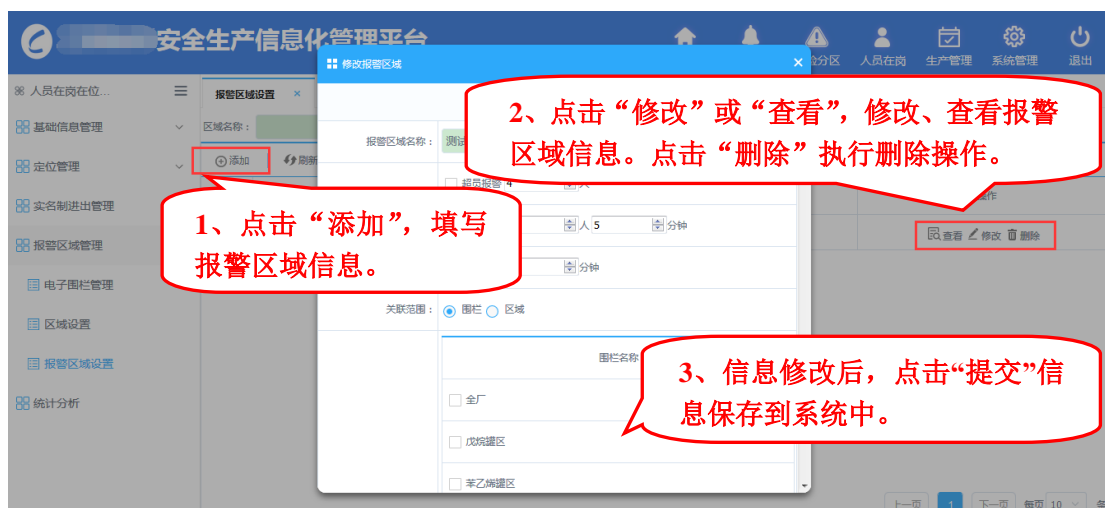 安全生产信息化管理平台
分区
人员在岗
生产管理
系统管理
退出
人员在岗在位...
基础信息管理
定位管理
实名制进出管理
报警区域管理
电子围栏管理
区域设置
报警区域设置
统计分析
报警区域设置 ×
区域名称：
添加
刷新
作
查看 修改 删除
修改报警区域 ×
报警区域名称：
测试
超员报警 4
人
人 5
分钟
分钟
关联范围：
围栏 区域
围栏名称
全厂
戊烷罐区
苯乙烯罐区
1、点击“添加”，填写
报警区域信息。
2、点击“修改”或“查看”，修改、查看报警
区域信息。点击“删除”执行删除操作。
3、信息修改后，点击“提交”信
息保存到系统中。
上一页 1 下一页 每页 10 条